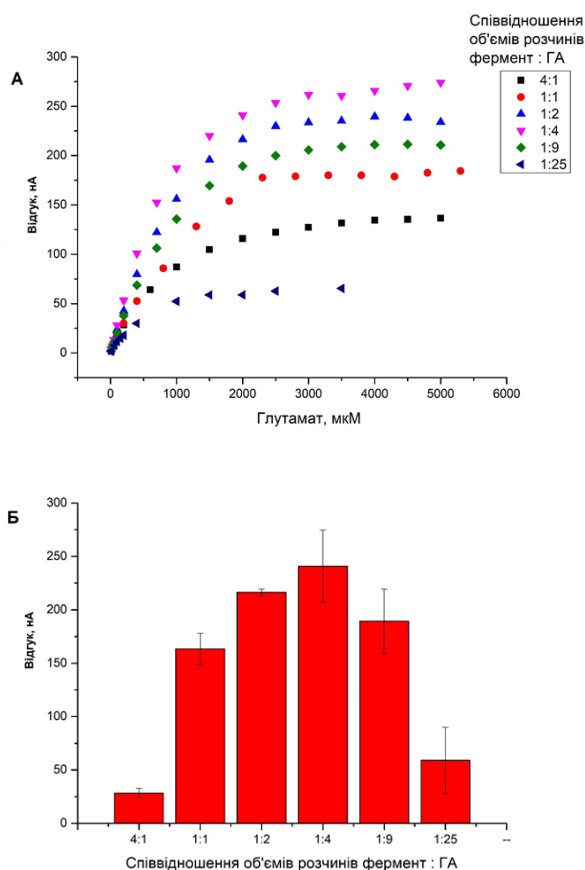 Співвідношення
об'ємів розчинів
фермент : ГА
А
4:1
1:1
1:2
1:4
1:9
1:25
300
250
200
150
100
50
0
Відгук, нА
0 1000 2000 3000 4000 5000 6000
Глутамат, мкМ
Б
300
250
200
150
100
50
0
Відгук, нА
4:1 1:1 1:2 1:4 1:9 1:25 --
Співвідношення об'ємів розчинів фермент : ГА